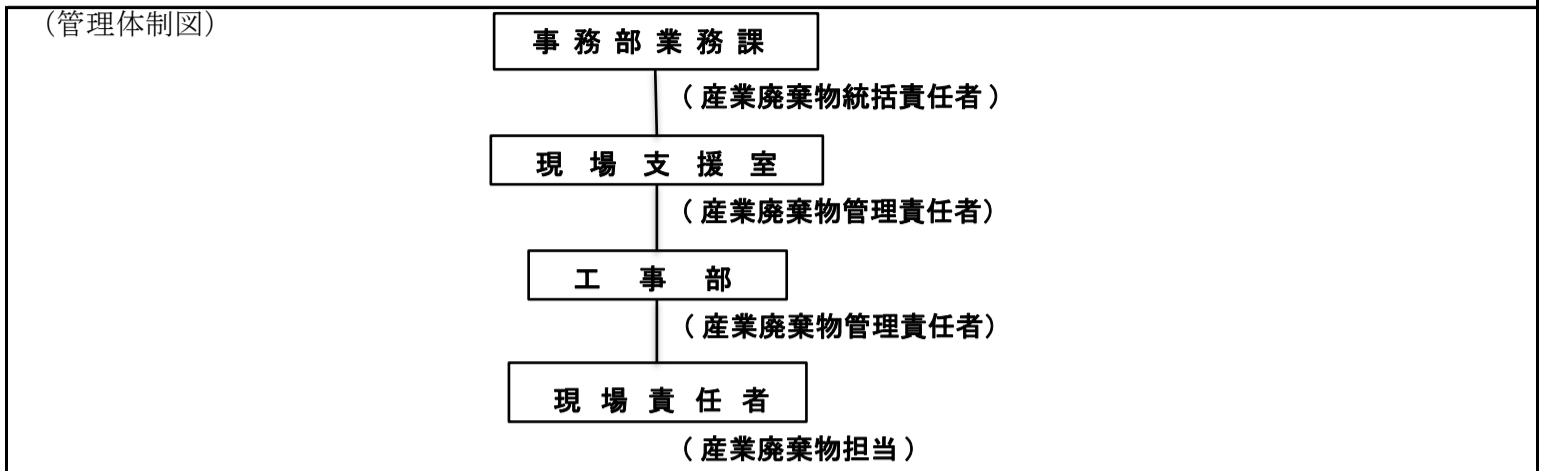 （管理体制図）
事務部業務課
（産業廃棄物統括責任者）
現場支援室
（産業廃棄物管理責任者）
工事部
（産業廃棄物管理責任者）
現場責任者
（産業廃棄物担当）